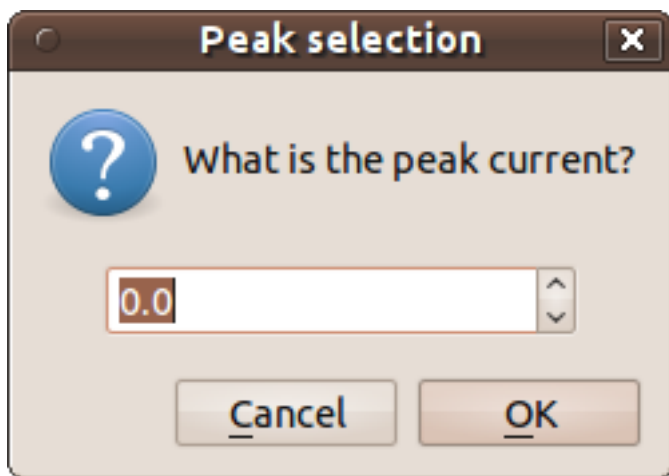 Peak selection
What is the peak current?
0.0
Cancel
OK